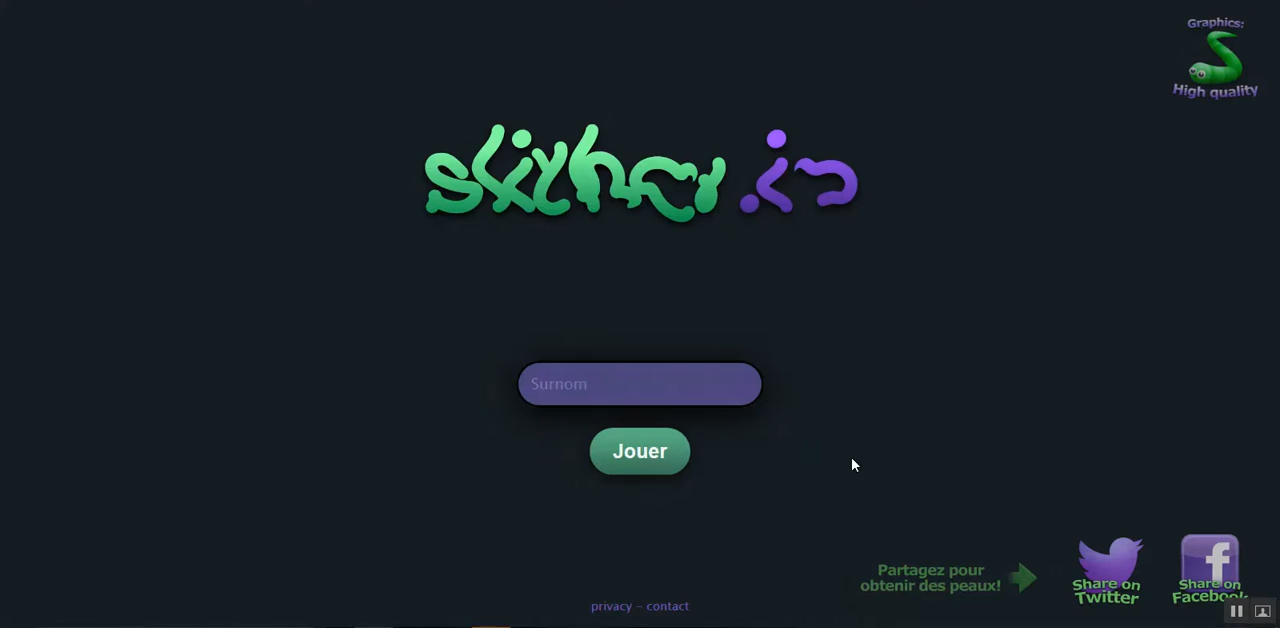 Graphics:
High quality
slither.io
Surnom
Jouer
Partagez pour
obtenir des peaux!
Share on
Twitter
Share on
Facebook
privacy - contact